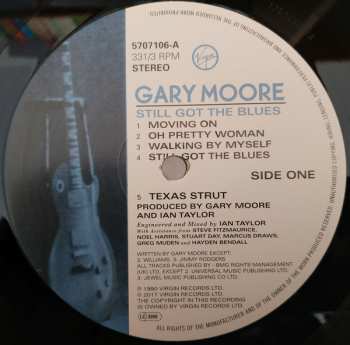 5707106-A
331/3 RPM
STEREO
Virgin
GARY MOORE
STILL GOT THE BLUES
1 MOVING ON
2 OH PRETTY WOMAN
3 WALKING BY MYSELF
4 STILL GOT THE BLUES
SIDE ONE
5 TEXAS STRUT
PRODUCED BY GARY MOORE
AND IAN TAYLOR
Engineered and Mixed by IAN TAYLOR
With Assistance from STEVE FITZMAURICE,
NOEL HARRIS, STUART DAY, MARCUS DRAWS,
GREG MUDEN and HAYDEN BENDALL
WRITTEN BY GARY MOORE EXCEPT:
2. WILLIAMS. 3. JIMMY RODGERS
ALL TRACKS PUBLISHED BY : BMG RIGHTS MANAGEMENT
(UK) LTD, EXCEPT 2. UNIVERSAL MUSIC PUBLISHING LTD.
3. JEWEL MUSIC PUBLISHING CO LTD.
℗ 1990 VIRGIN RECORDS LTD.
© 2017 VIRGIN RECORDS LTD.
THE COPYRIGHT IN THIS RECORDING
IS OWNED BY VIRGIN RECORDS LTD.
ALL RIGHTS OF THE MANUFACTURER AND OF THE OWNER OF THE WORK PRODUCED RESERVED.